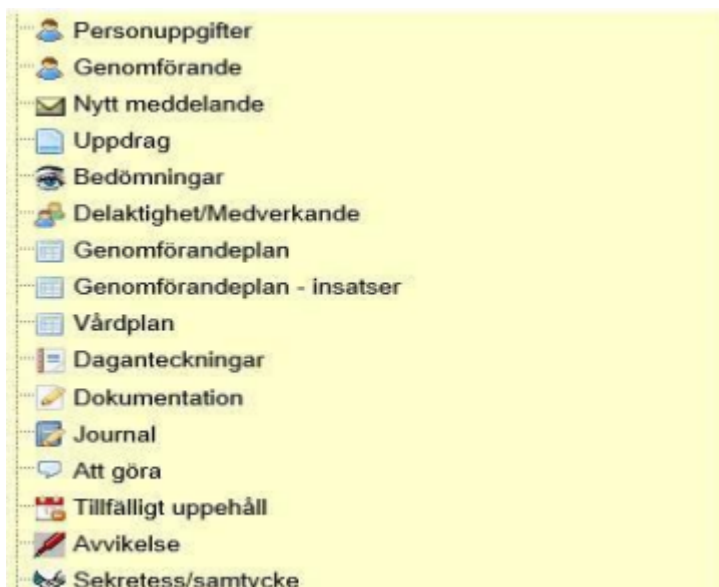 Personuppgifter
Genomförande
Nytt meddelande
Uppdrag
Bedömningar
Delaktighet/Medverkande
Genomförandeplan
Genomförandeplan - insatser
Vårdplan
Daganteckningar
Dokumentation
Journal
Att göra
Tillfälligt uppehåll
Avvikelse
Sekretess/samtycke